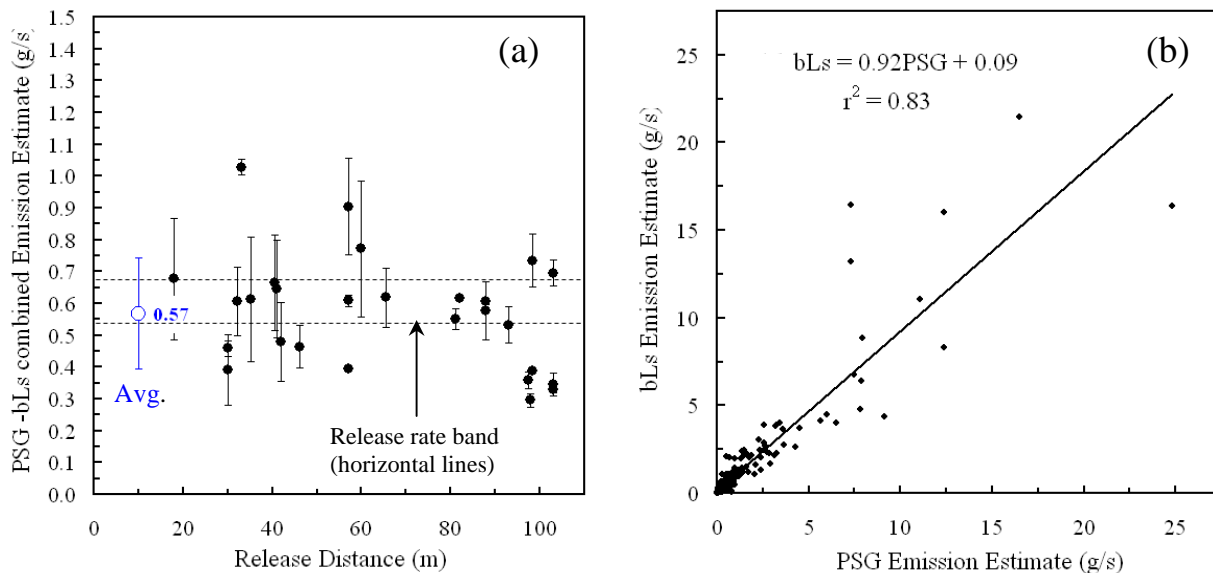 (a)
PSG -bLs combined Emission Estimate (g/s)
1.5
1.4
1.3
1.2
1.1
1.0
0.9
0.8
0.7
0.6
0.5
0.4
0.3
0.2
0.1
0.0
0.57
Avg.
Release rate band
(horizontal lines)
0 20 40 60 80 100
Release Distance (m)
(b)
bLs = 0.92PSG + 0.09
r² = 0.83
bLs Emission Estimate (g/s)
25
20
15
10
5
0
0 5 10 15 20 25
PSG Emission Estimate (g/s)